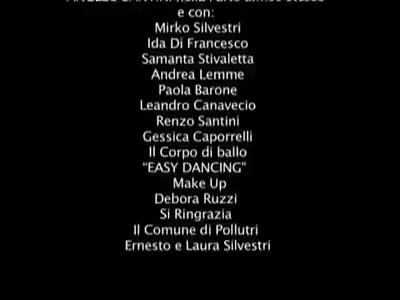 e con:
Mirko Silvestri
Ida Di Francesco
Samanta Stivaletta
Andrea Lemme
Paola Barone
Leandro Canavecio
Renzo Santini
Gessica Caporrelli
Il Corpo di ballo
"EASY DANCING"
Make Up
Debora Ruzzi
Si Ringrazia
Il Comune di Pollutri
Ernesto e Laura Silvestri